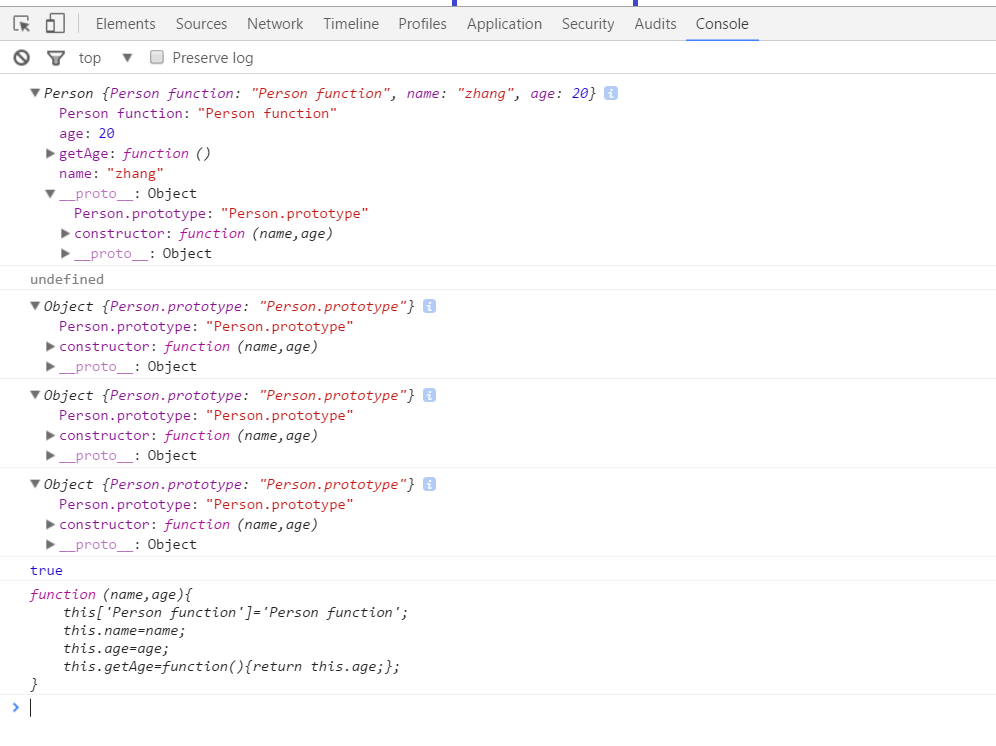 Elements Sources Network Timeline Profiles Application Security Audits Console
top Preserve log
Person {Person function: "Person function", name: "zhang", age: 20}
Person function: "Person function"
age: 20
getAge: function ()
name: "zhang"
__proto__: Object
Person.prototype: "Person.prototype"
constructor: function (name,age)
__proto__: Object
undefined
Object {Person.prototype: "Person.prototype"}
Person.prototype: "Person.prototype"
constructor: function (name,age)
__proto__: Object
Object {Person.prototype: "Person.prototype"}
Person.prototype: "Person.prototype"
constructor: function (name,age)
__proto__: Object
Object {Person.prototype: "Person.prototype"}
Person.prototype: "Person.prototype"
constructor: function (name,age)
__proto__: Object
true
function (name,age){
this['Person function']='Person function';
this.name=name;
this.age=age;
this.getAge=function(){return this.age;};
}